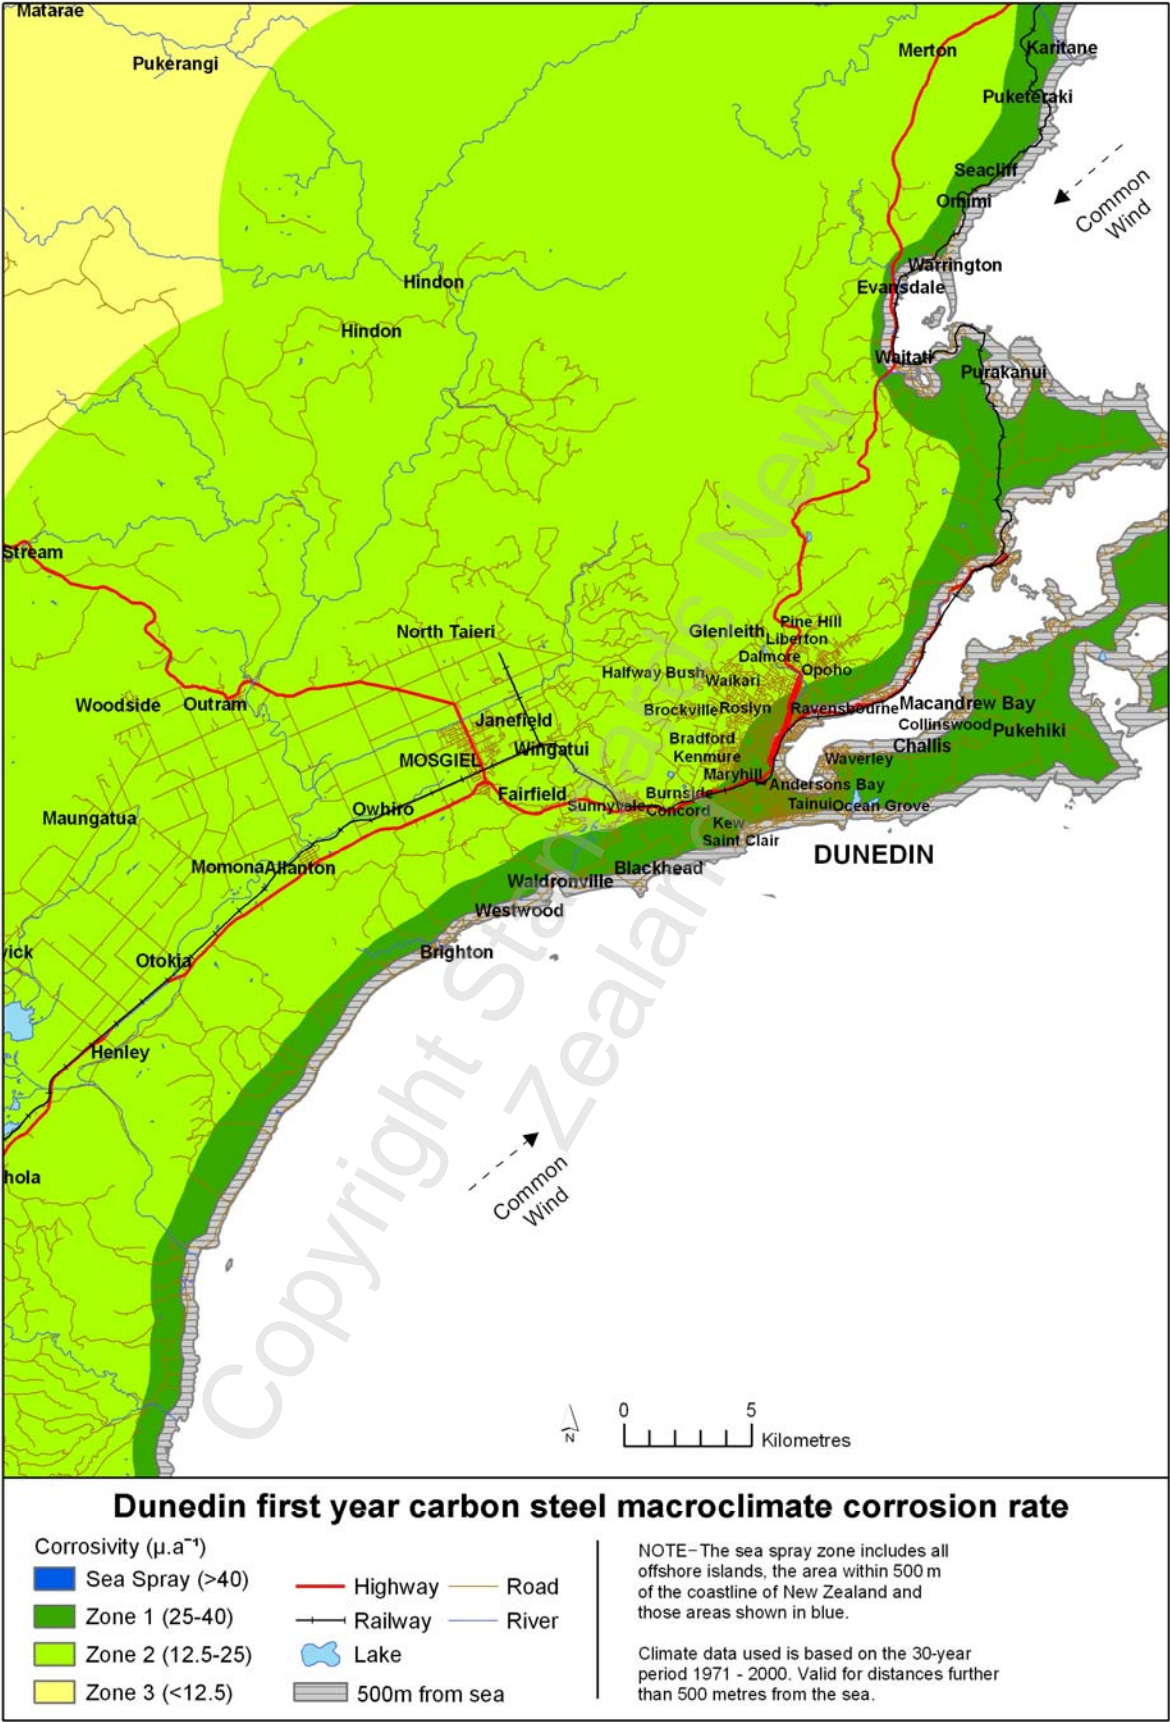 Matarae
Pukerangi
Merton
Karitane
Puketeraki
Seacliff
Omimi
Common
Wind
Warrington
Evansdale
Hindon
Hindon
Waitati
Purakanui
Stream
North Taieri
Glenleith
Pine Hill
Liberton
Dalmore
Halfway Bush
Waikari
Opoho
Woodside
Outram
Brockville
Roslyn
Ravensbourne
Macandrew Bay
Janefield
Collinswood
Pukehiki
MOSGIEL
Wingatui
Bradford
Kenmure
Challis
Waverley
Maryhill
Andersons Bay
Fairfield
Sunnyvale
Burnside
Concord
Tainui
Ocean Grove
Maungatua
Owhiro
Kew
Saint Clair
DUNEDIN
Momona
Allanton
Blackhead
Waldronville
Westwood
vick
Otokia
Brighton
Henley
hola
Common
Wind
Copyright Standards New
Zealand
N
0 5
Kilometres
Dunedin first year carbon steel macroclimate corrosion rate
Corrosivity (µ.a⁻¹)
Sea Spray (>40)
Zone 1 (25-40)
Zone 2 (12.5-25)
Zone 3 (<12.5)
Highway
Road
Railway
River
Lake
500m from sea
NOTE–The sea spray zone includes all
offshore islands, the area within 500 m
of the coastline of New Zealand and
those areas shown in blue.
Climate data used is based on the 30-year
period 1971 - 2000. Valid for distances further
than 500 metres from the sea.